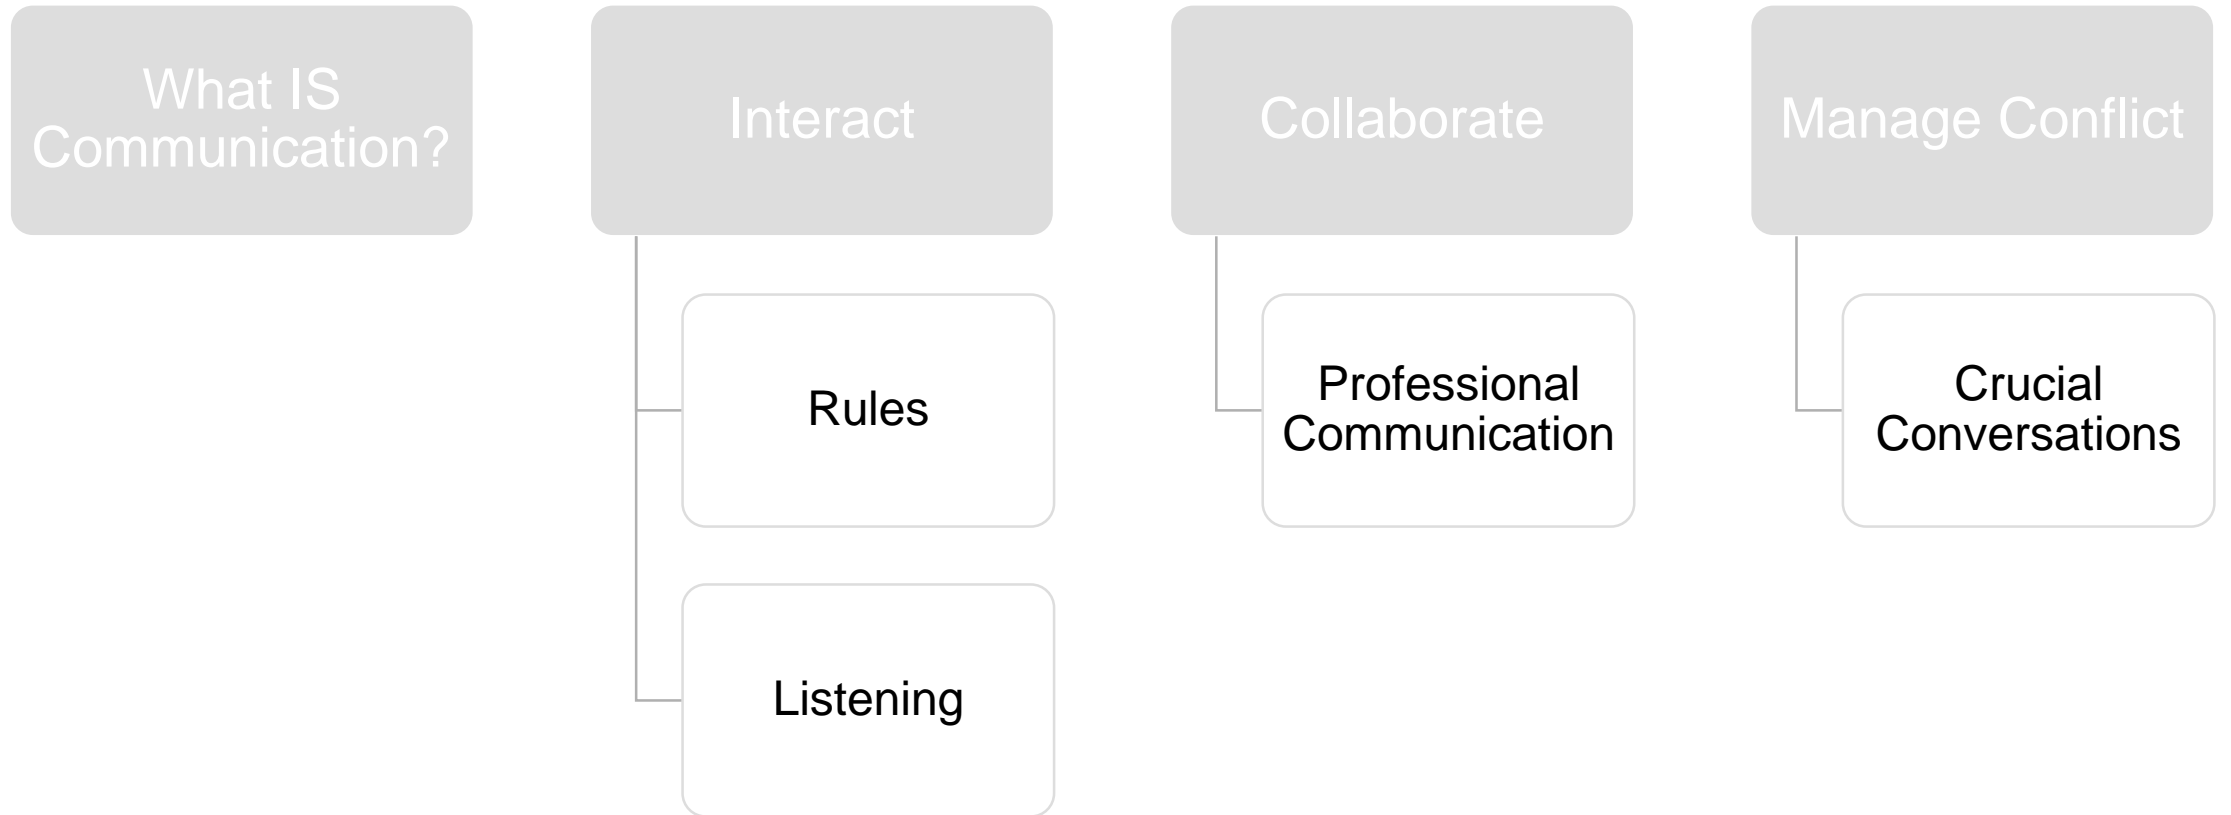 What IS
Communication?
Interact
Rules
Listening
Collaborate
Professional
Communication
Manage Conflict
Crucial
Conversations